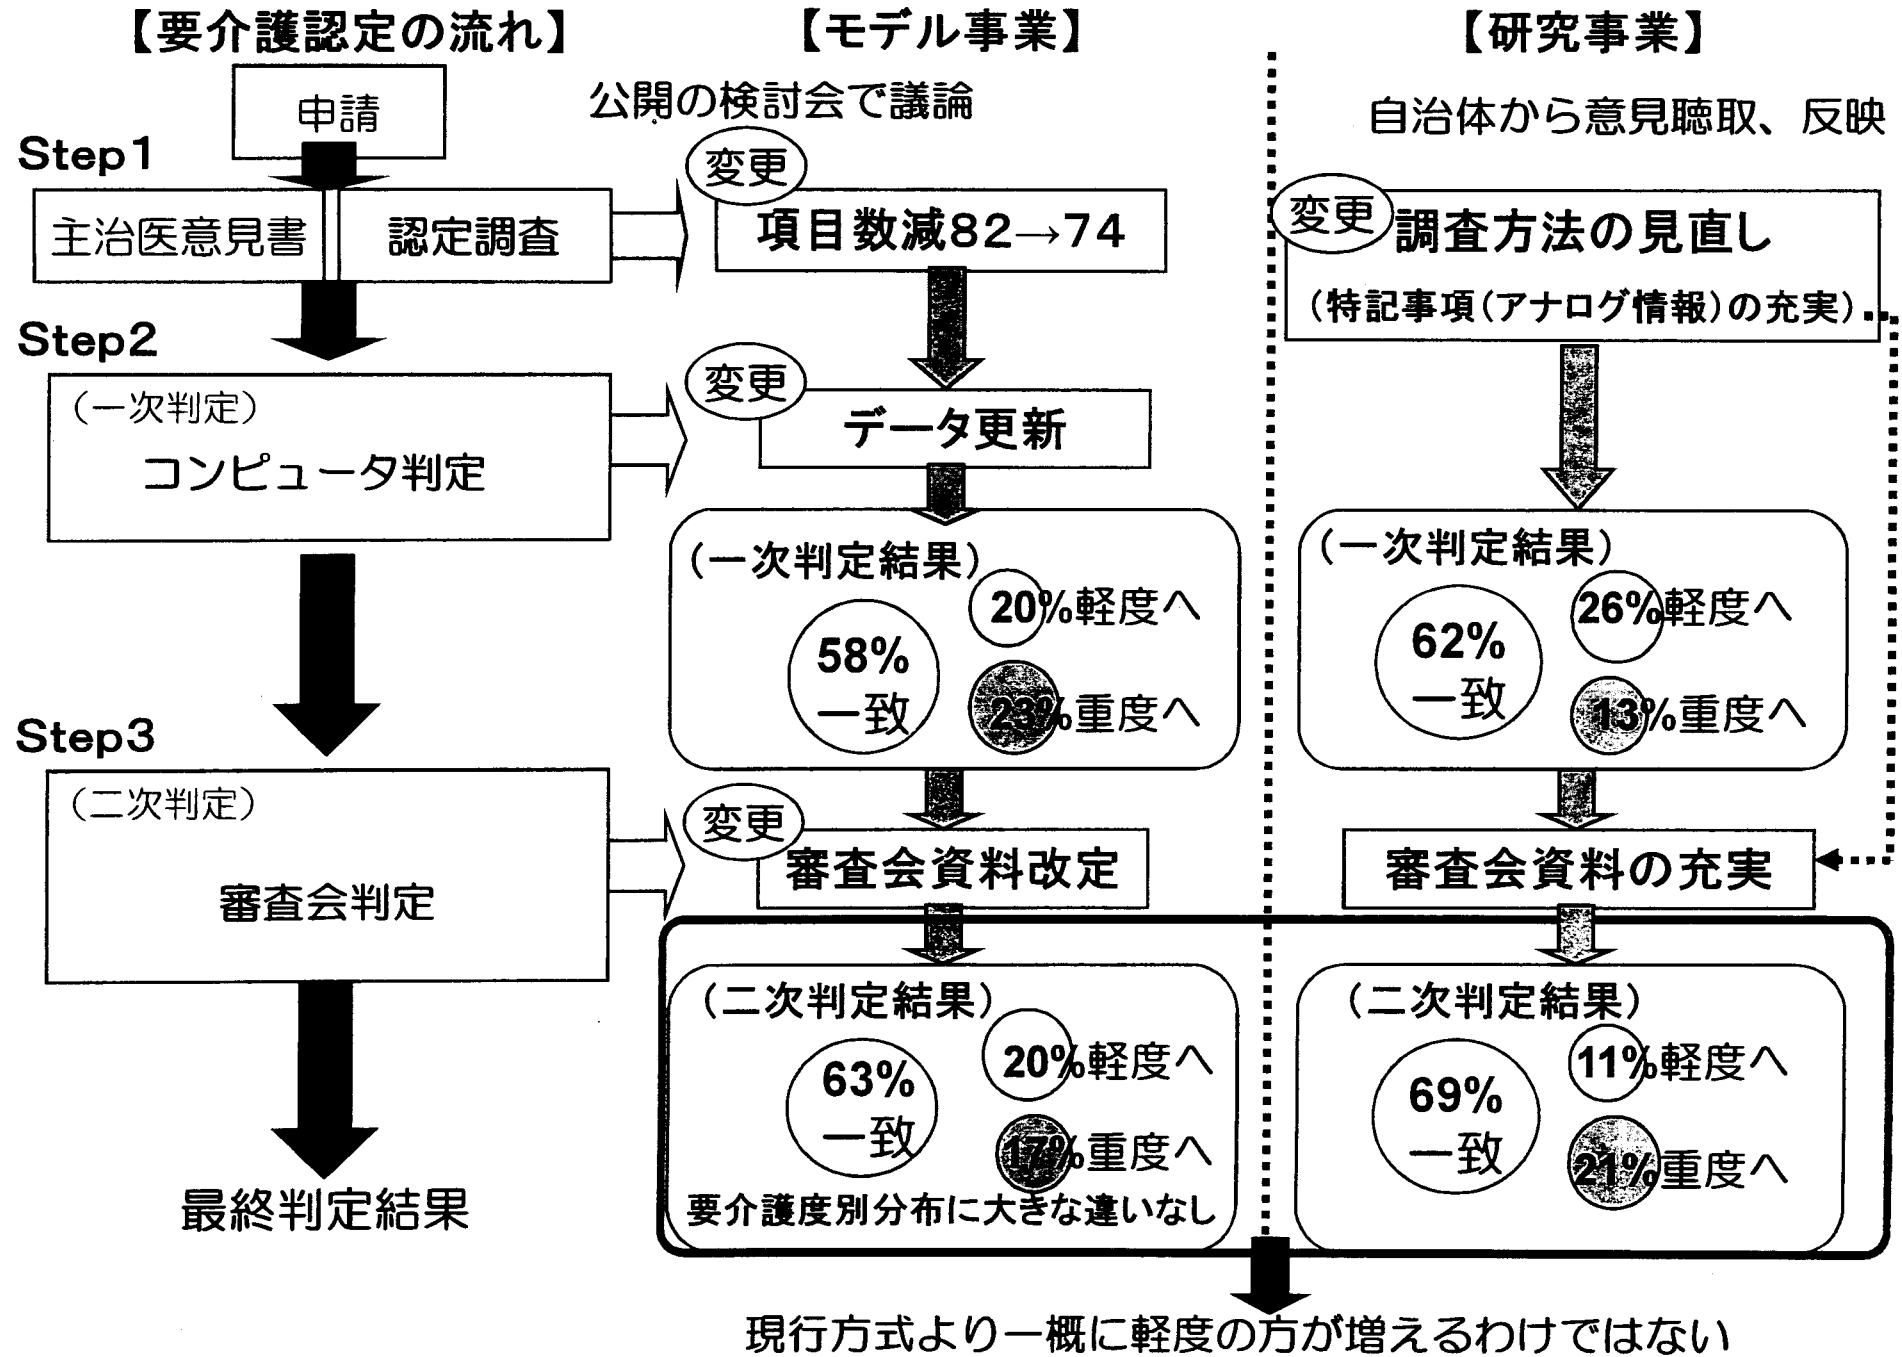 【要介護認定の流れ】
申請
Step1
主治医意見書
認定調査
Step2
(一次判定)
コンピュータ判定
Step3
(二次判定)
審査会判定
最終判定結果
【モデル事業】
公開の検討会で議論
変更
項目数減82→74
変更
データ更新
(一次判定結果)
58%
一致
20%軽度へ
23%重度へ
変更
審査会資料改定
(二次判定結果)
63%
一致
20%軽度へ
17%重度へ
要介護度別分布に大きな違いなし
【研究事業】
自治体から意見聴取、反映
変更
調査方法の見直し
(特記事項(アナログ情報)の充実)
(一次判定結果)
62%
一致
26%軽度へ
13%重度へ
審査会資料の充実
(二次判定結果)
69%
一致
11%軽度へ
21%重度へ
現行方式より一概に軽度の方が増えるわけではない